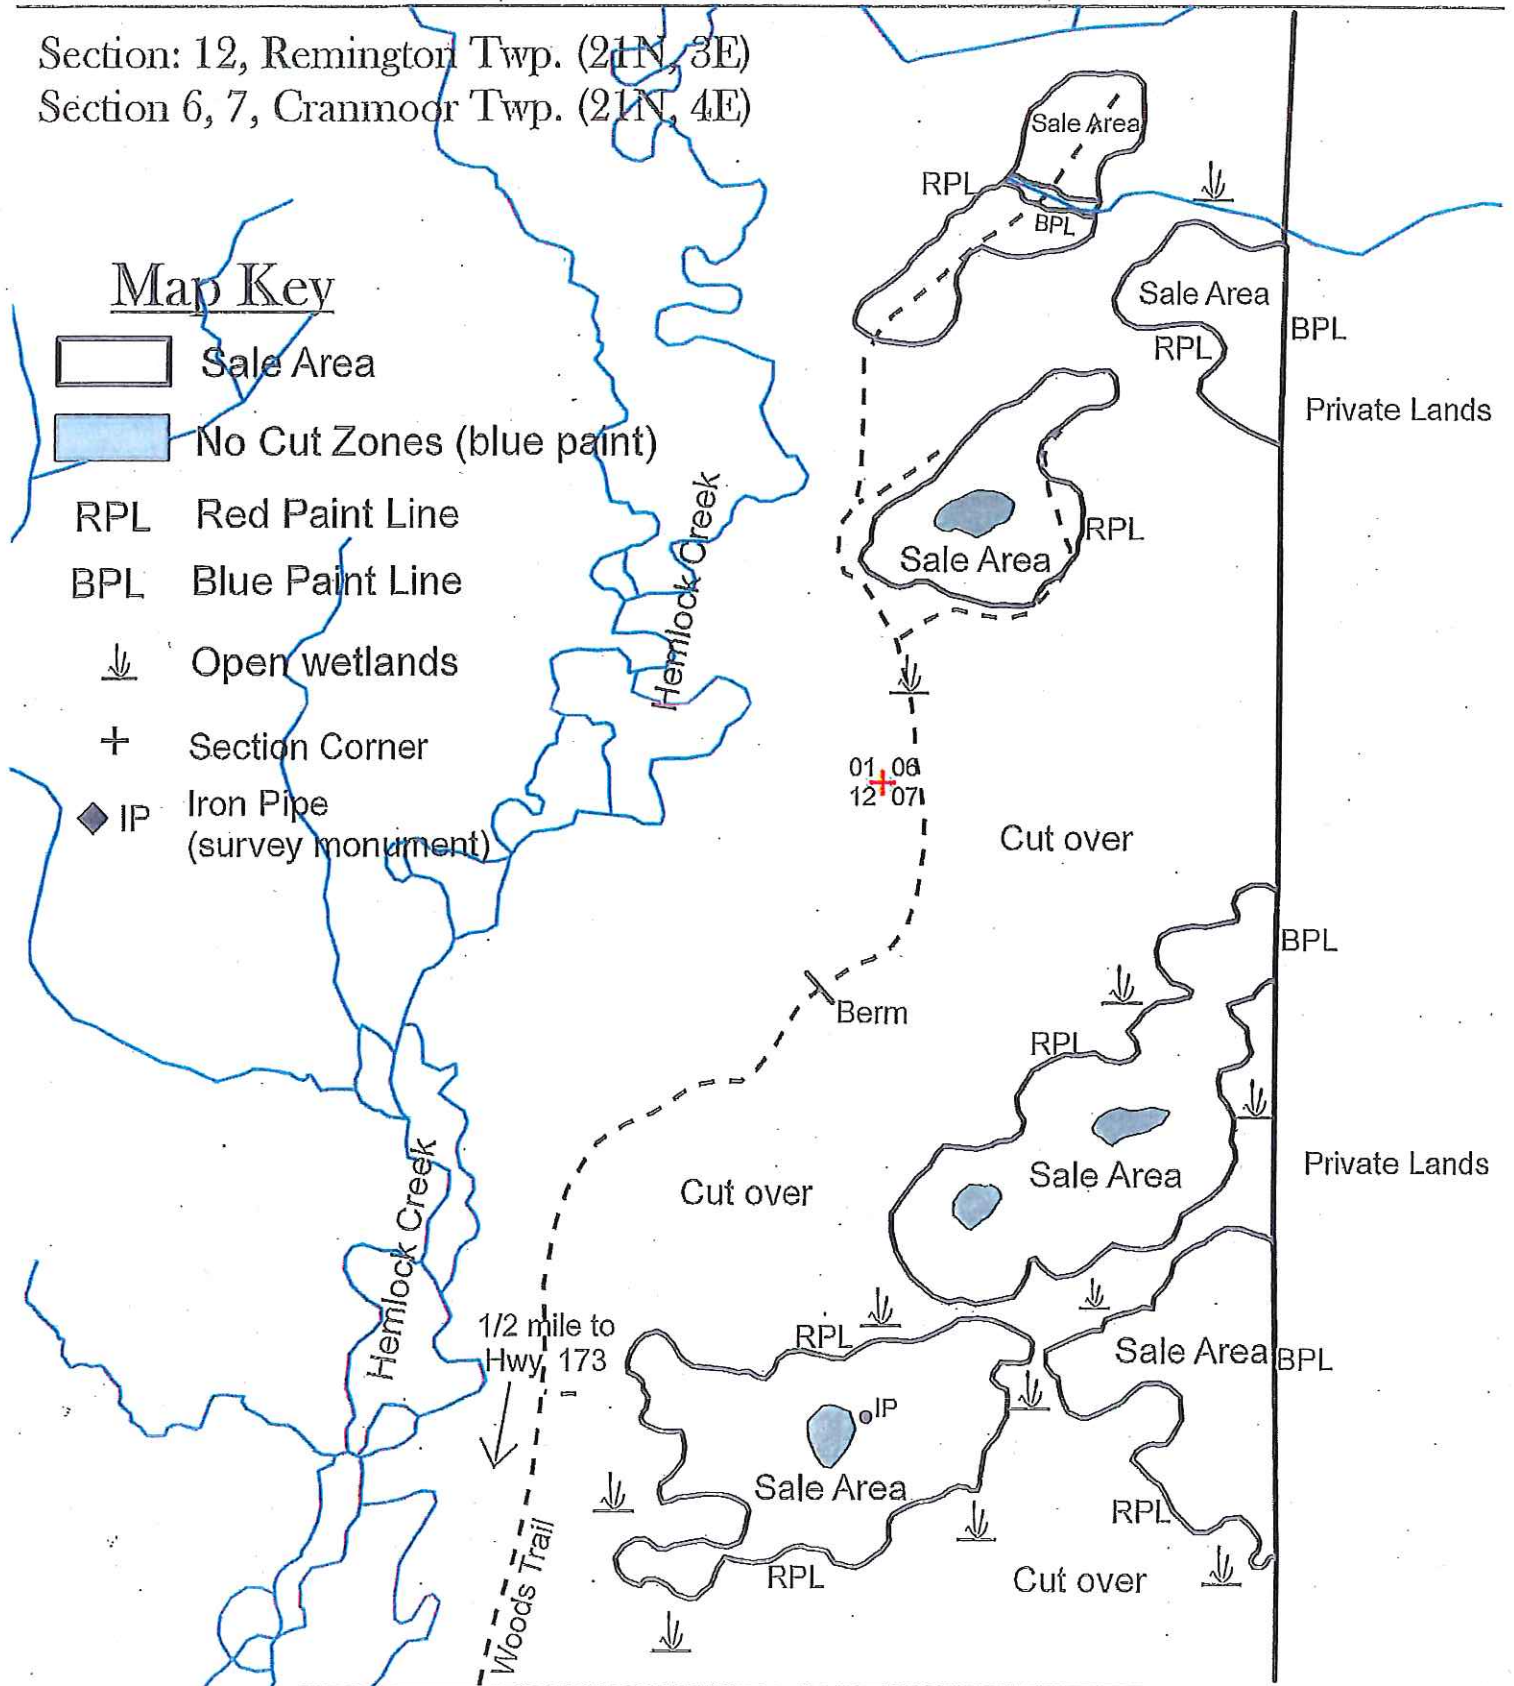 Section: 12, Remington Twp. (21N, 3E)
Section 6, 7, Cranmoor Twp. (21N, 4E)
Map Key
Sale Area
No Cut Zones (blue paint)
RPL Red Paint Line
BPL Blue Paint Line
Open wetlands
Section Corner
IP Iron Pipe
(survey monument)
Sale Area
RPL
BPL
Sale Area
BPL
RPL
Private Lands
RPL
Sale Area
Hemlock Creek
01 06
12 07
Cut over
BPL
Berm
RPL
Sale Area
Private Lands
Cut over
Hemlock Creek
1/2 mile to
Hwy 173
RPL
Sale Area
BPL
IP
Sale Area
RPL
RPL
Cut over
Woods Trail